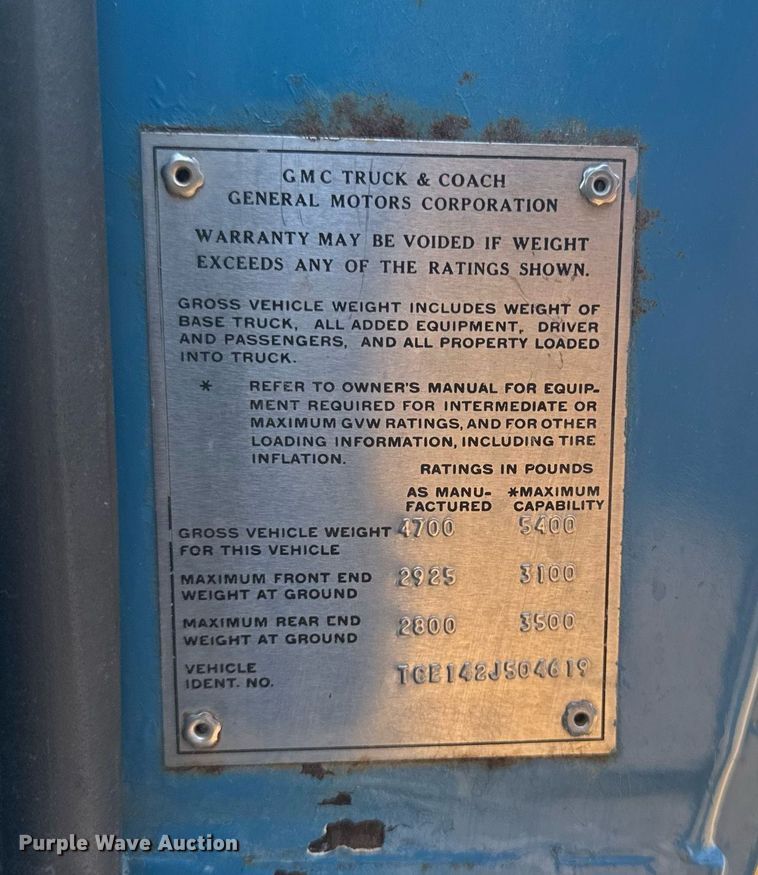 GMC TRUCK & COACH
GENERAL MOTORS CORPORATION
WARRANTY MAY BE VOIDED IF WEIGHT
EXCEEDS ANY OF THE RATINGS SHOWN.
GROSS VEHICLE WEIGHT INCLUDES WEIGHT OF
BASE TRUCK, ALL ADDED EQUIPMENT, DRIVER
AND PASSENGERS, AND ALL PROPERTY LOADED
INTO TRUCK.
* REFER TO OWNER'S MANUAL FOR EQUIP-
MENT REQUIRED FOR INTERMEDIATE OR
MAXIMUM GVW RATINGS, AND FOR OTHER
LOADING INFORMATION, INCLUDING TIRE
INFLATION.
RATINGS IN POUNDS
AS MANU- *MAXIMUM
FACTURED CAPABILITY
GROSS VEHICLE WEIGHT 4700 5400
FOR THIS VEHICLE
MAXIMUM FRONT END 2925 3100
WEIGHT AT GROUND
MAXIMUM REAR END 2800 3500
WEIGHT AT GROUND
VEHICLE TCE142J504619
IDENT. NO.
Purple Wave Auction